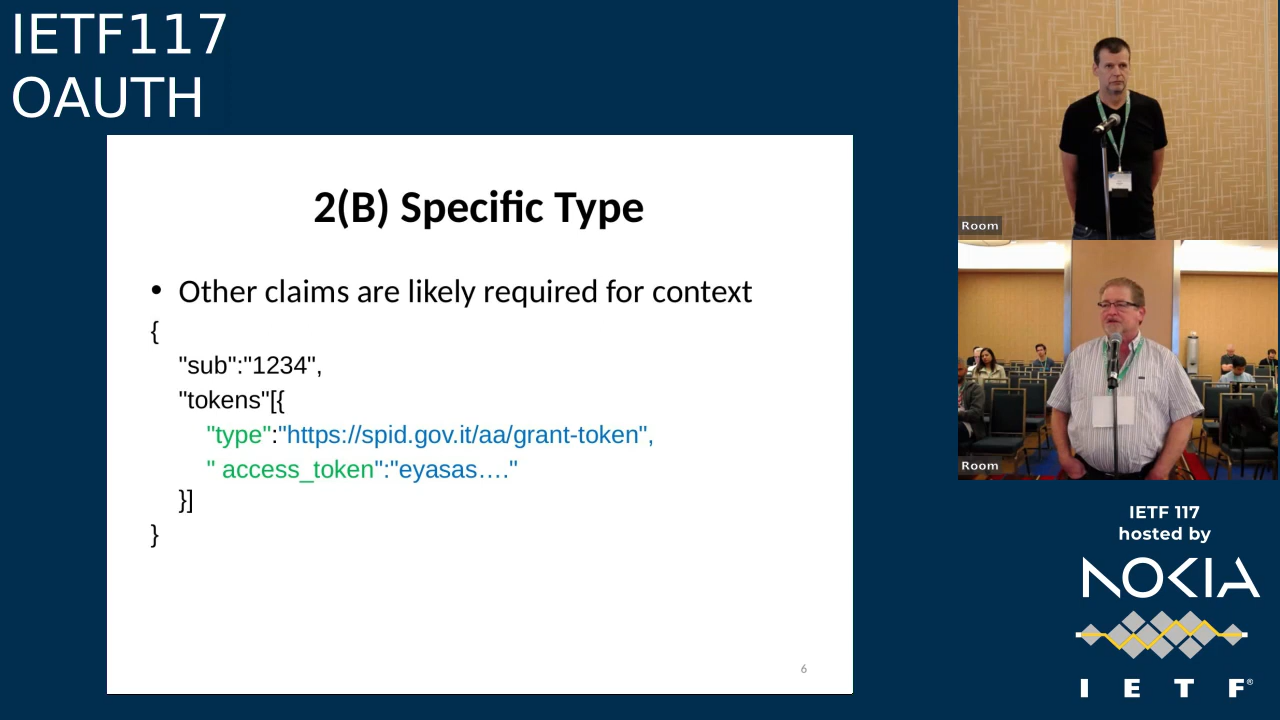 IETF117
OAUTH
2(B) Specific Type
• Other claims are likely required for context
{
"sub":"1234",
"tokens"[{
"type":"https://spid.gov.it/aa/grant-token",
" access_token":"eyasas…."
}]
}
6
Room
Room
IETF 117
hosted by
NOKIA
I E T F®